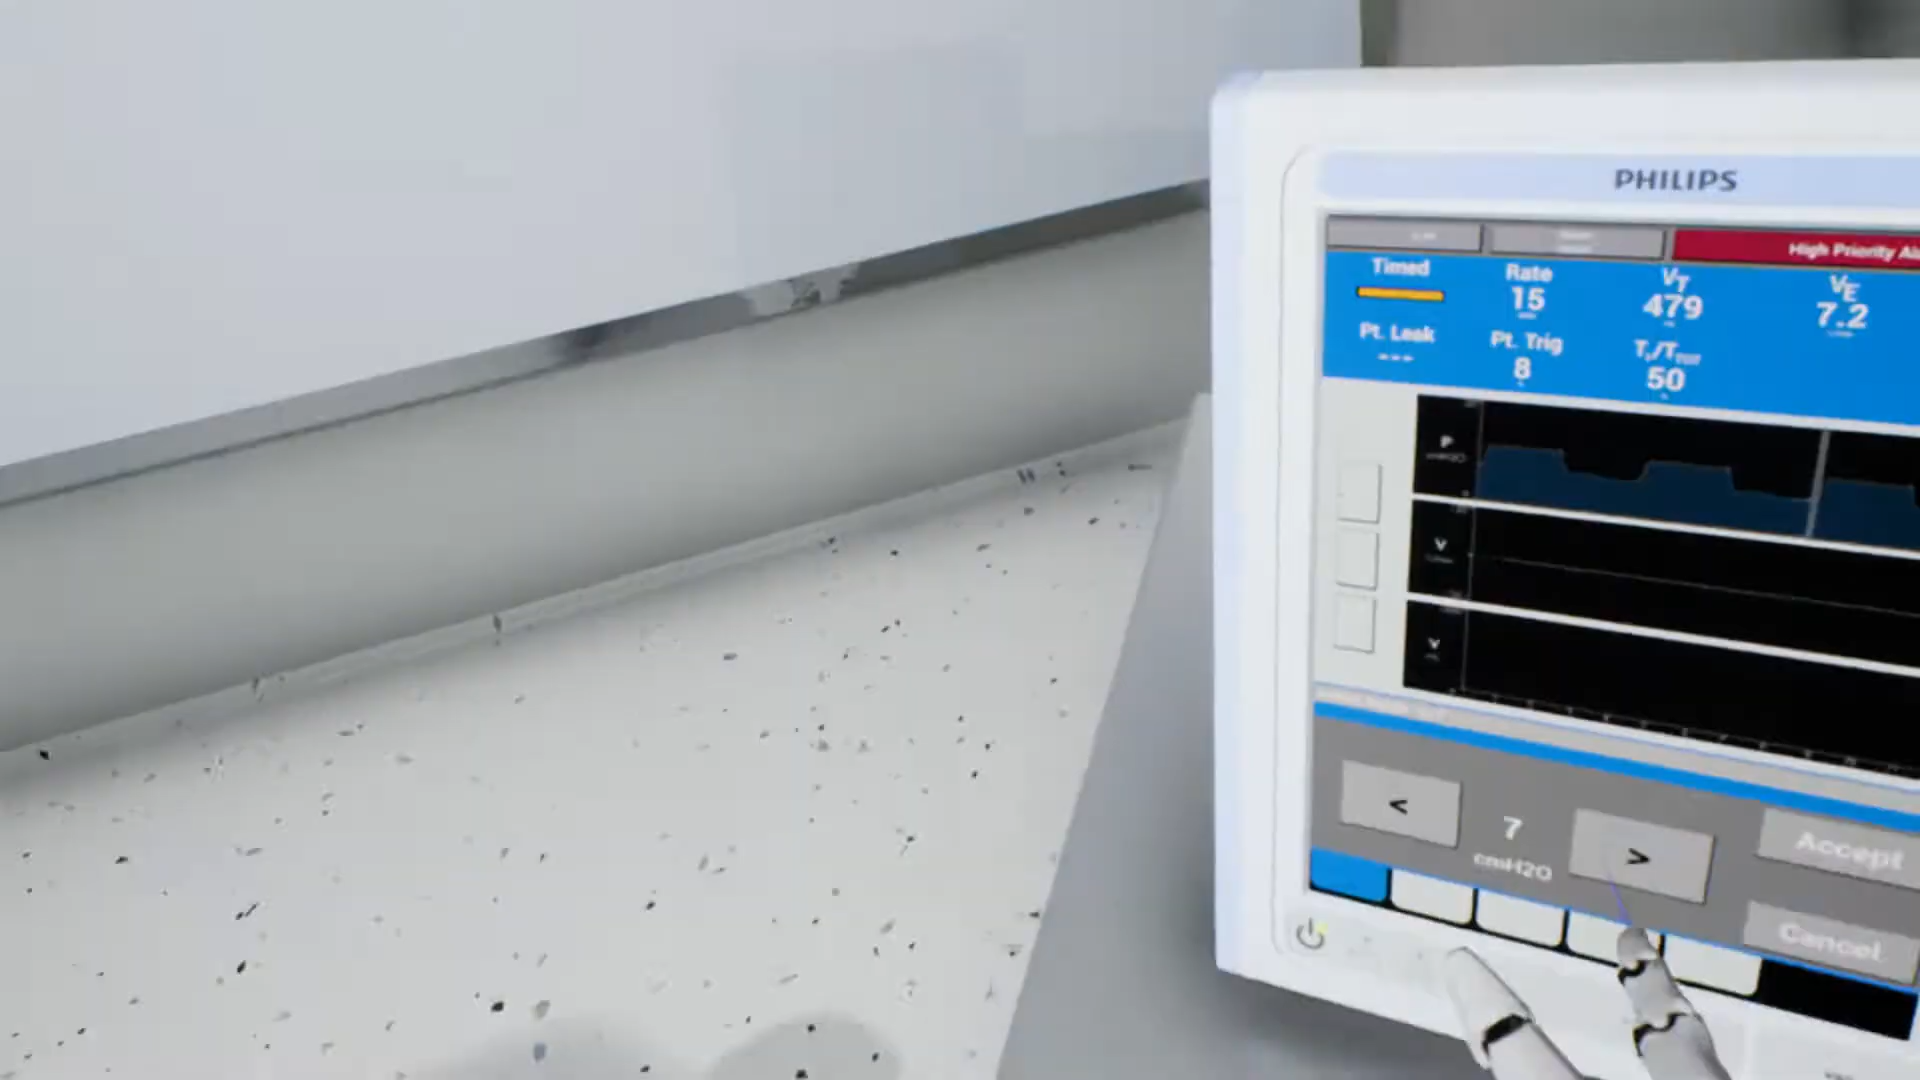 PHILIPS
High Priority Al
Timed
Rate
15
VT
479
VE
7.2
Pt. Leak
---
Pt. Trig
8
TI/TTOT
50
P
V
V
<
7
cmH2O
>
Accept
Cancel